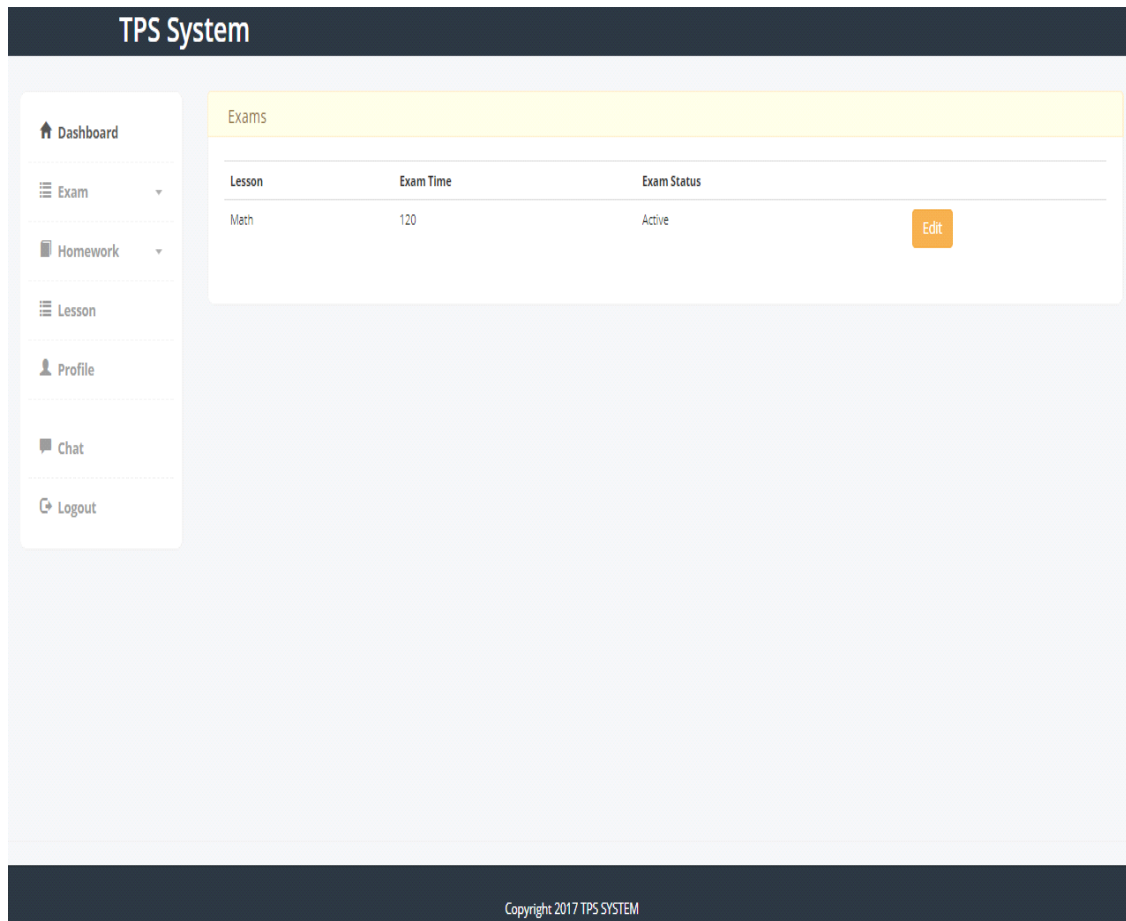 TPS System
Dashboard
Exam
Homework
Lesson
Profile
Chat
Logout
Exams
Lesson Exam Time Exam Status
Math 120 Active Edit
Copyright 2017 TPS SYSTEM